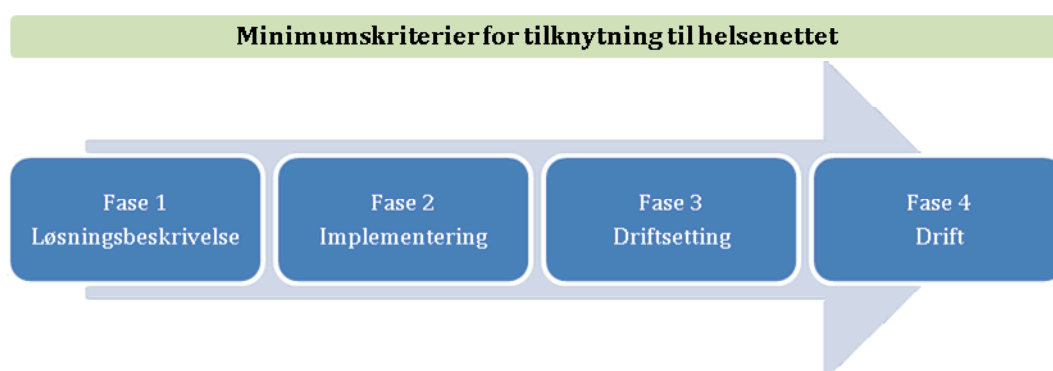 Minimumskriterier for tilknytning til helsenettet
Fase 1
Løsningsbeskrivelse
Fase 2
Implementering
Fase 3
Driftsetting
Fase 4
Drift